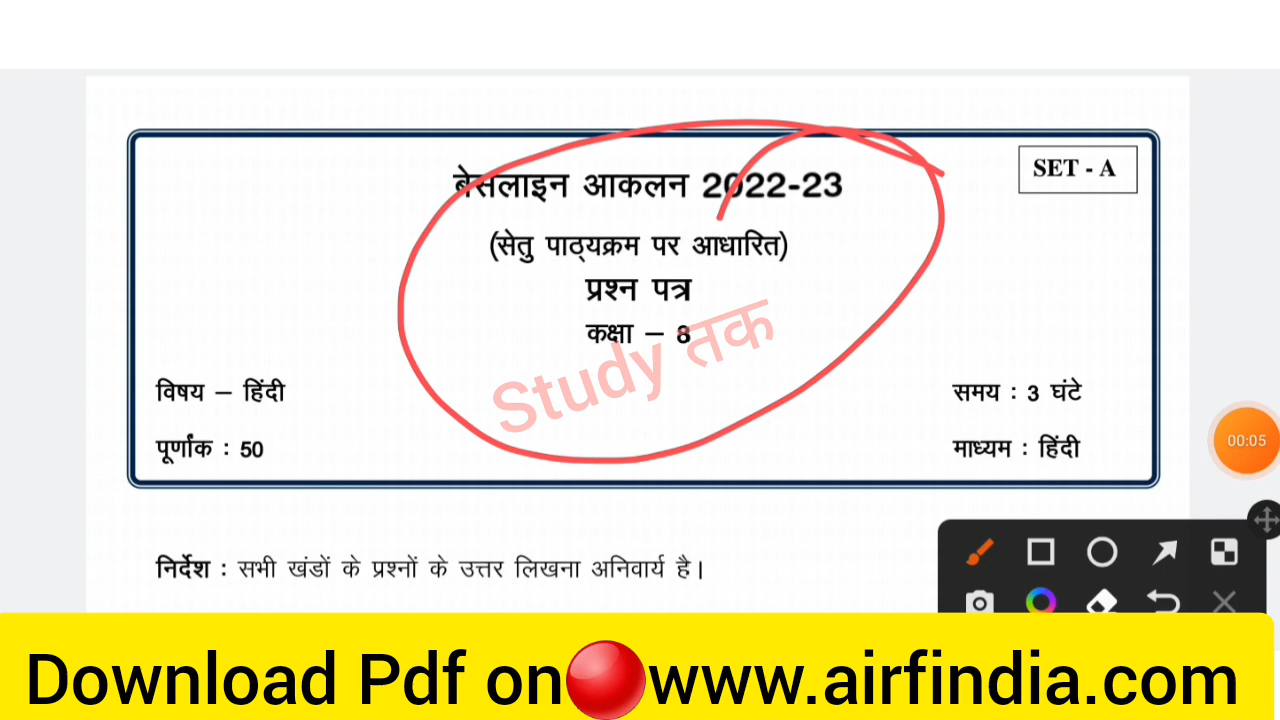 SET - A
बेसलाइन आकलन 2022-23
(सेतु पाठ्यक्रम पर आधारित)
प्रश्न पत्र
कक्षा – 8
Study तक
विषय – हिंदी
समय : 3 घंटे
पूर्णांक : 50
माध्यम : हिंदी
00:05
निर्देश : सभी खंडों के प्रश्नों के उत्तर लिखना अनिवार्य है।
Download Pdf on www.airfindia.com